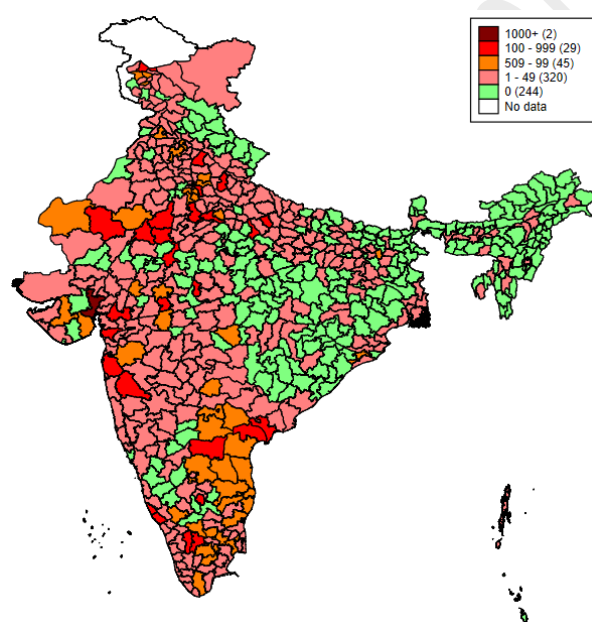 1000+ (2)
100 - 999 (29)
509 - 99 (45)
1 - 49 (320)
0 (244)
No data